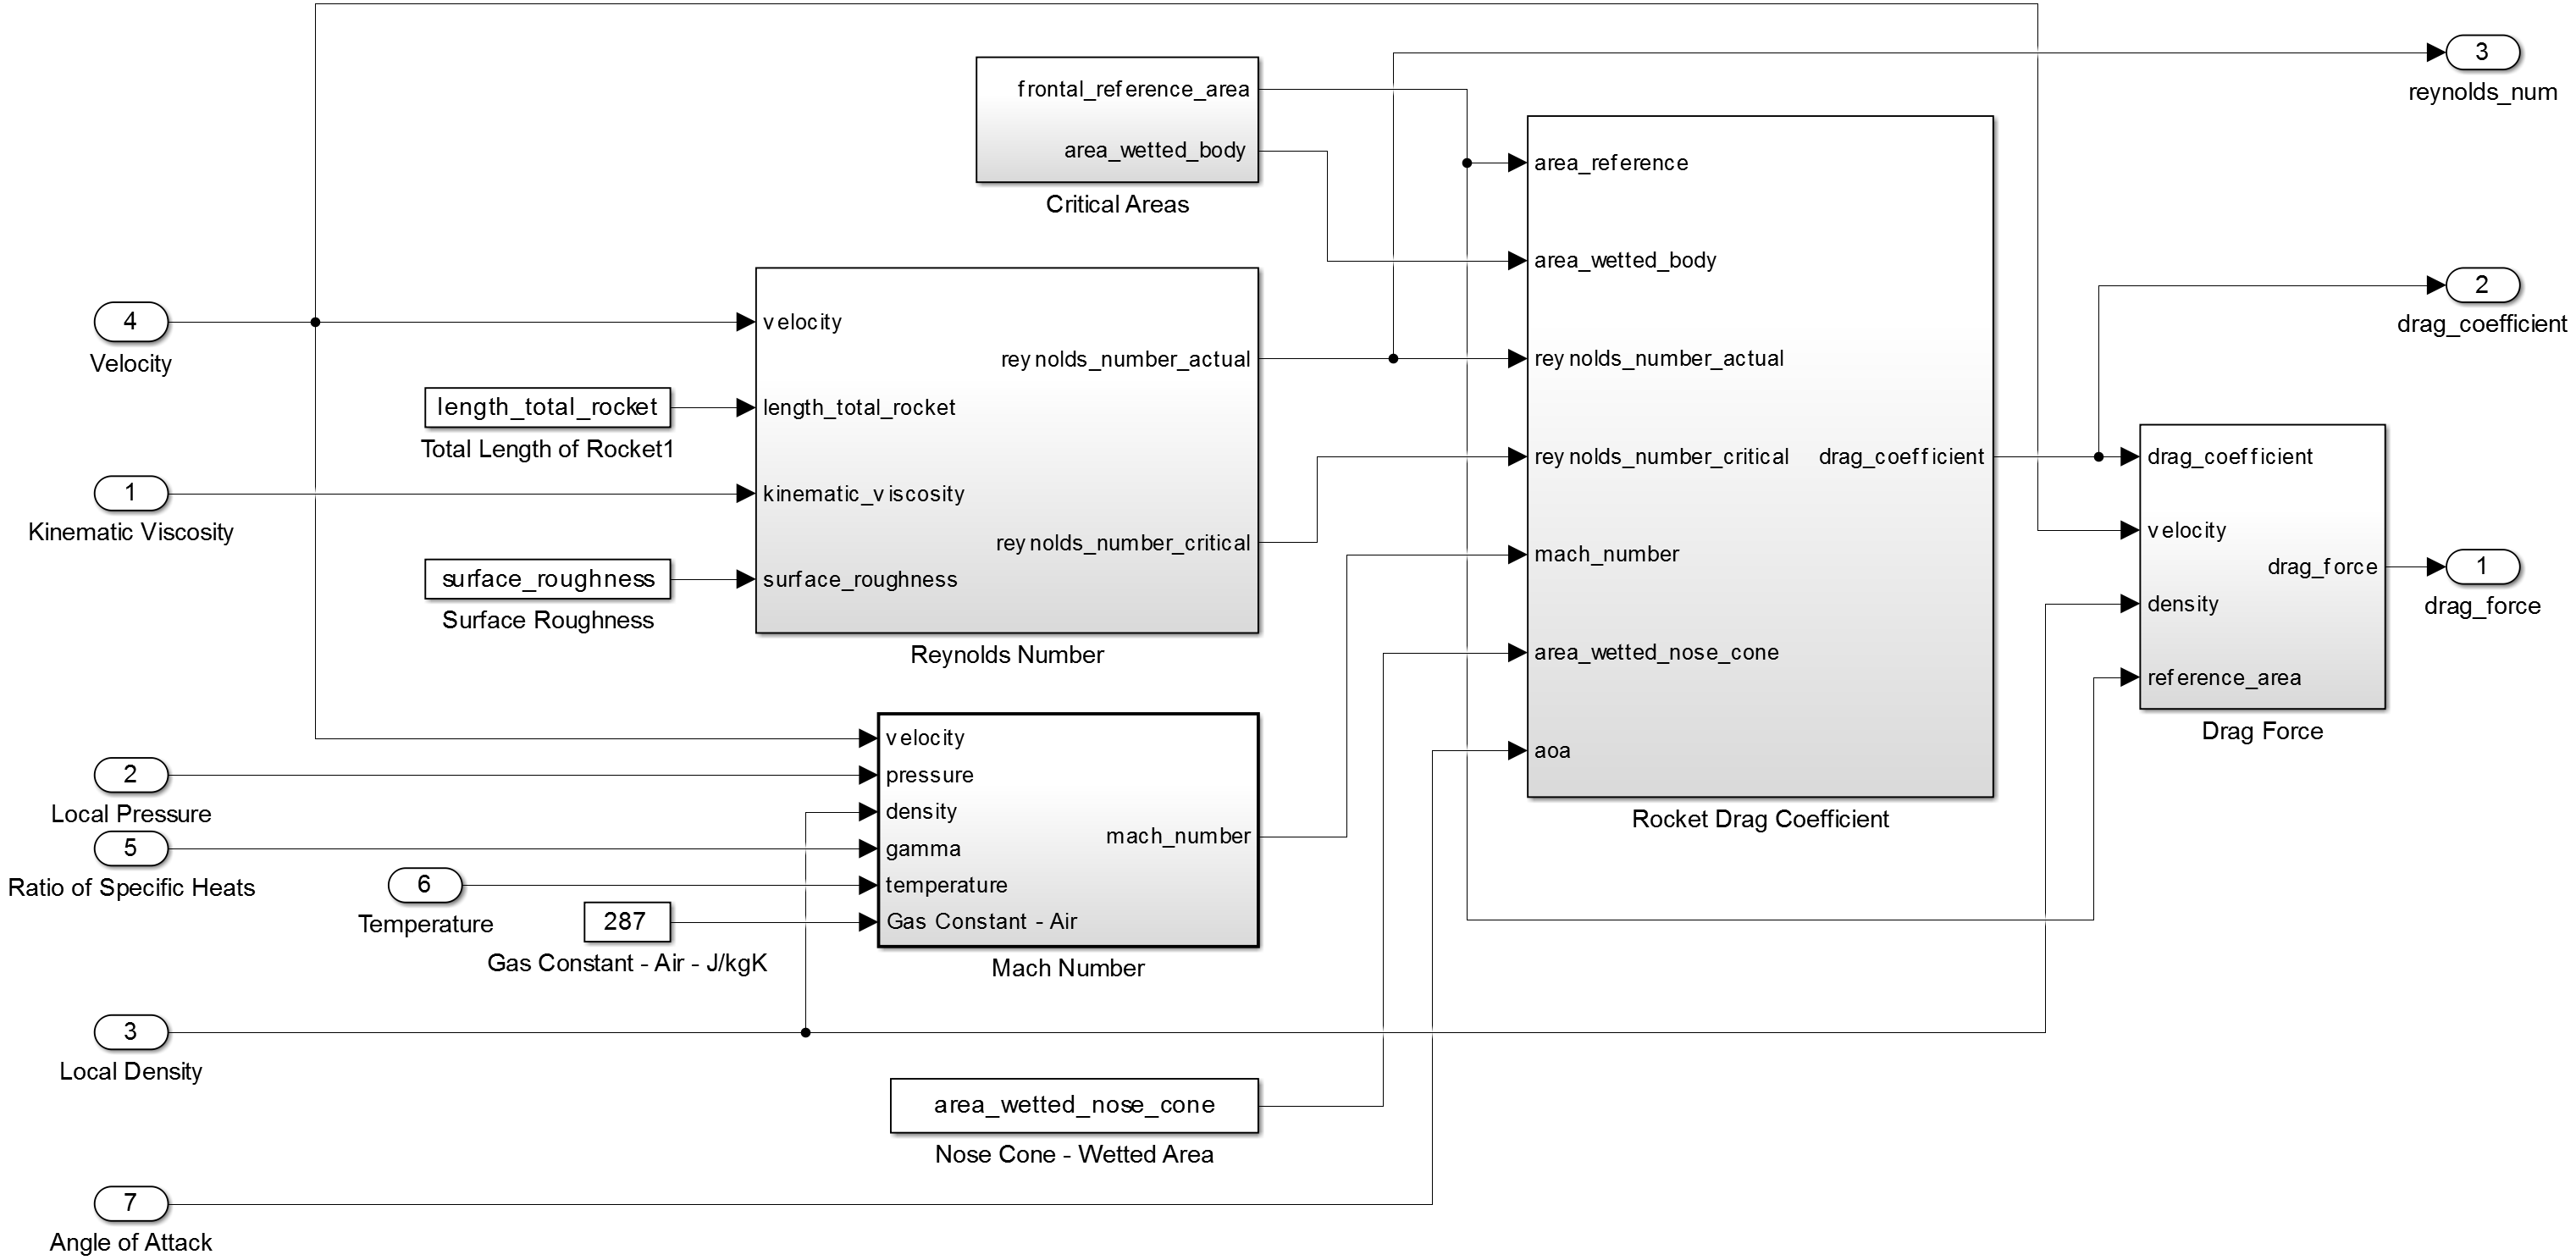 3
reynolds_num
frontal_reference_area
area_wetted_body
Critical Areas
area_reference
area_wetted_body
reynolds_number_actual
reynolds_number_critical
mach_number
area_wetted_nose_cone
aoa
drag_coefficient
Rocket Drag Coefficient
2
drag_coefficient
4
Velocity
velocity
length_total_rocket
kinematic_viscosity
surface_roughness
reynolds_number_actual
reynolds_number_critical
Reynolds Number
length_total_rocket
Total Length of Rocket1
1
Kinematic Viscosity
surface_roughness
Surface Roughness
drag_coefficient
velocity
density
reference_area
drag_force
Drag Force
1
drag_force
2
Local Pressure
5
Ratio of Specific Heats
6
Temperature
287
Gas Constant - Air - J/kgK
velocity
pressure
density
gamma
temperature
Gas Constant - Air
mach_number
Mach Number
3
Local Density
area_wetted_nose_cone
Nose Cone - Wetted Area
7
Angle of Attack